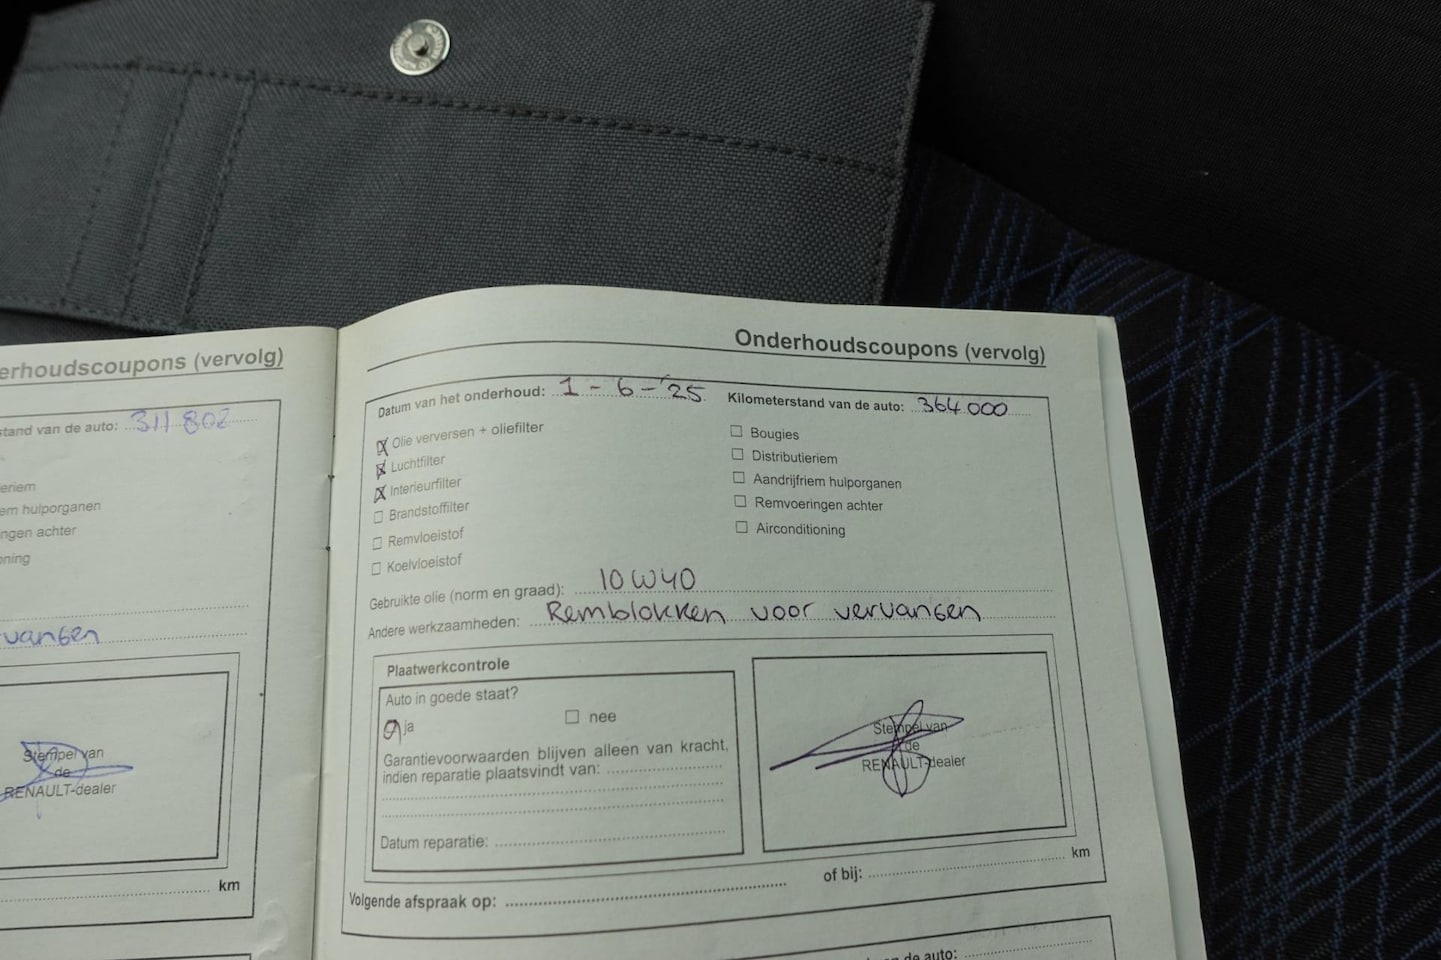 erhoudscoupons (vervolg)
stand van de auto: 311 802
eriem
em hulporganen
ngen achter
oning
vangen
Stempel van
de
RENAULT-dealer
km
Onderhoudscoupons (vervolg)
Datum van het onderhoud: 1 - 6 - '25 Kilometerstand van de auto: 364 000
Olie verversen + oliefilter
Luchtfilter
Interieurfilter
Brandstoffilter
Remvloeistof
Koelvloeistof
Bougies
Distributieriem
Aandrijfriem hulporganen
Remvoeringen achter
Airconditioning
Gebruikte olie (norm en graad): 10W40
Andere werkzaamheden: Remblokken voor vervangen
Plaatwerkcontrole
Auto in goede staat?
ja nee
Garantievoorwaarden blijven alleen van kracht,
indien reparatie plaatsvindt van:
Datum reparatie:
Stempel van
de
RENAULT-dealer
Volgende afspraak op: of bij: km
de auto: